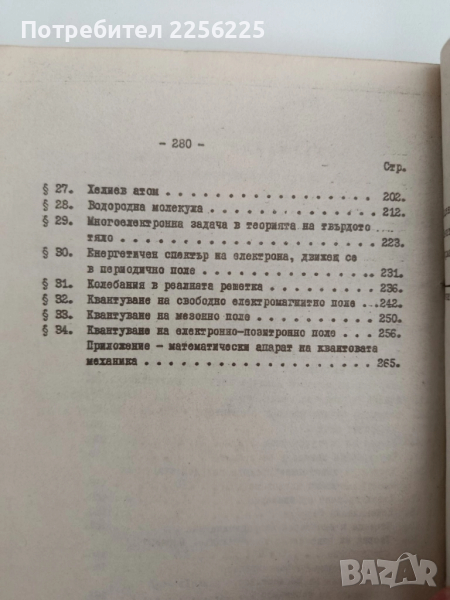 Потребител 2256225
- 280 -
Стр.
§ 27. Хелиев атом . . . . . . . . . . . . . . . . . . 202.
§ 28. Водородна молекула . . . . . . . . . . . . . . 212.
§ 29. Многоелектронна задача в теорията на твърдото
тяло . . . . . . . . . . . . . . . . . . . . . . 223.
§ 30. Енергетичен спектър на електрона, движещ се
в периодично поле . . . . . . . . . . . . . . . 231.
§ 31. Колебания в реалната решетка . . . . . . . . . 236.
§ 32. Квантуване на свободно електромагнитно поле . . 242.
§ 33. Квантуване на мезонно поле . . . . . . . . . . 250.
§ 34. Квантуване на електронно-позитронно поле . . . 256.
Приложение - математически апарат на квантовата
механика . . . . . . . . . . . . . . . . . . . . 265.
bazar